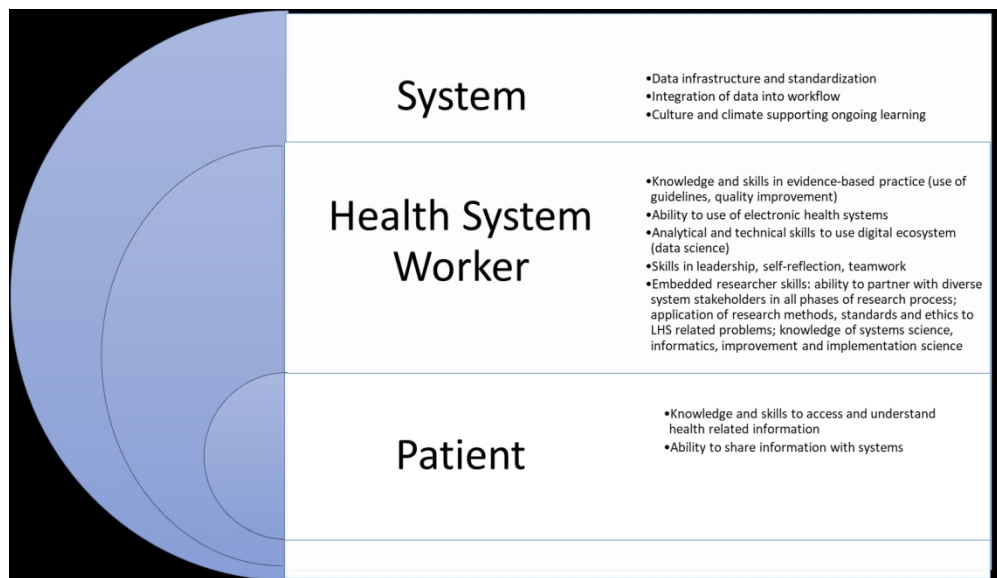 System
•Data infrastructure and standardization
•Integration of data into workflow
•Culture and climate supporting ongoing learning
Health System
Worker
•Knowledge and skills in evidence-based practice (use of
guidelines, quality improvement)
•Ability to use of electronic health systems
•Analytical and technical skills to use digital ecosystem
(data science)
•Skills in leadership, self-reflection, teamwork
•Embedded researcher skills: ability to partner with diverse
system stakeholders in all phases of research process;
application of research methods, standards and ethics to
LHS related problems; knowledge of systems science,
informatics, improvement and implementation science
Patient
•Knowledge and skills to access and understand
health related information
•Ability to share information with systems